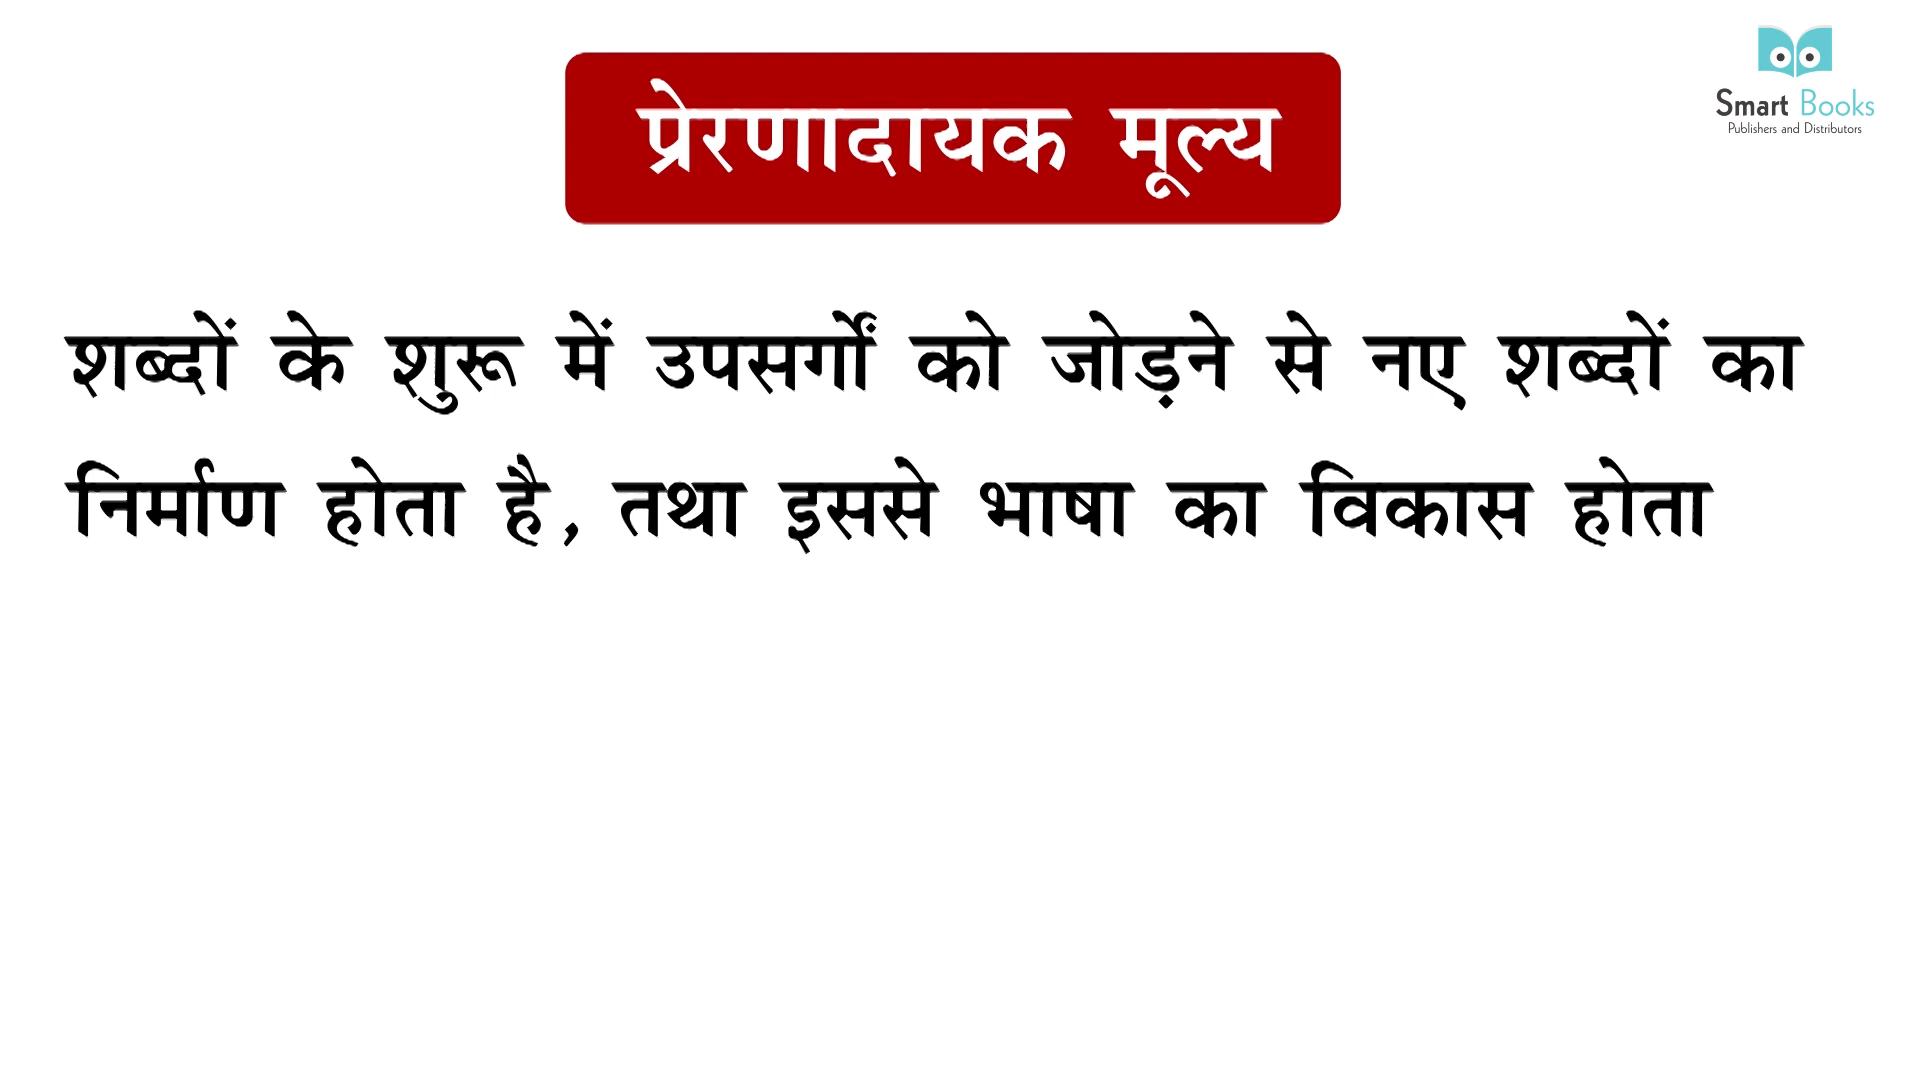 प्रेरणादायक मूल्य
Smart Books
Publishers and Distributors
शब्दों के शुरू में उपसर्गों को जोड़ने से नए शब्दों का
निर्माण होता है, तथा इससे भाषा का विकास होता